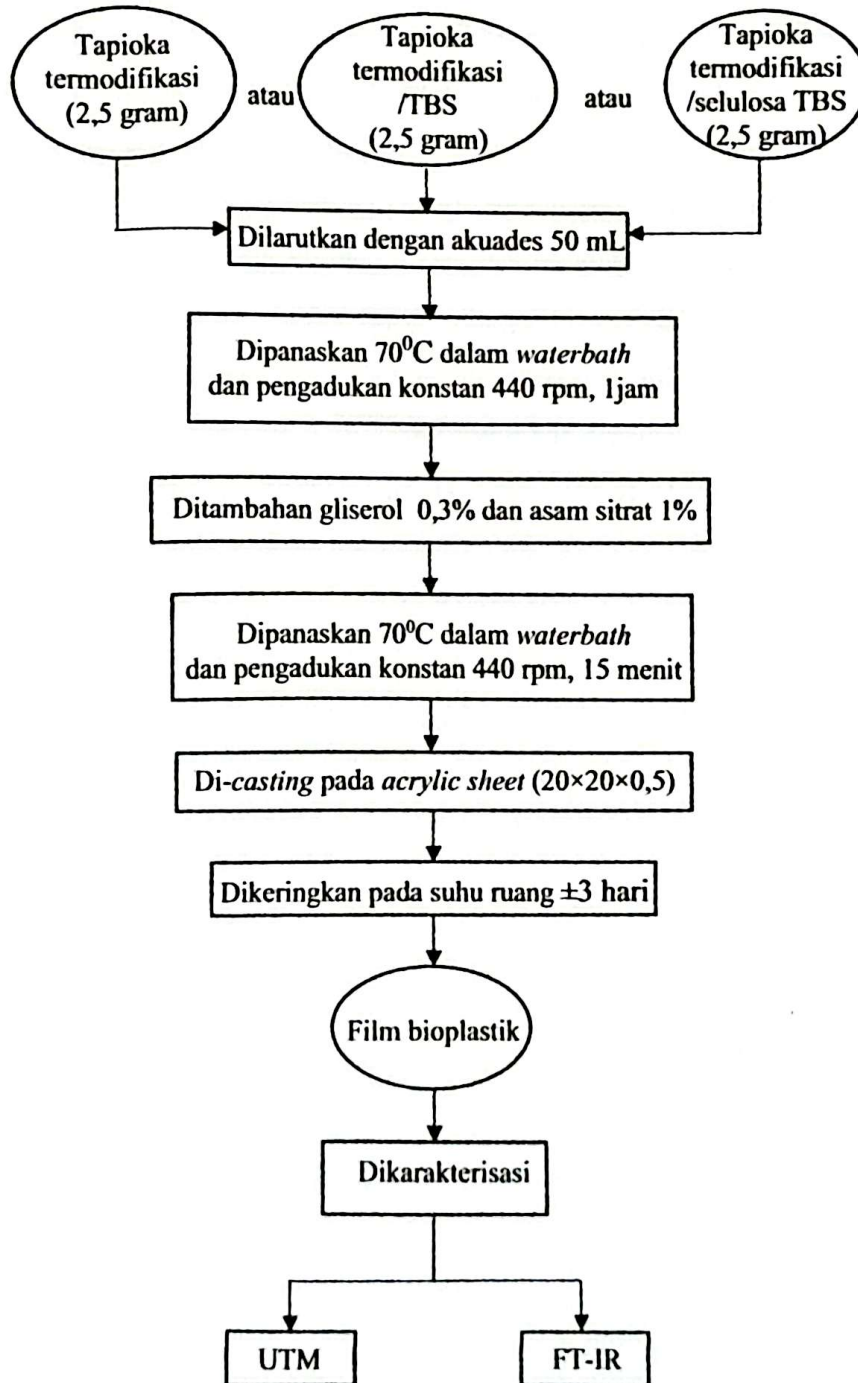 Tapioka
termodifikasi
(2,5 gram)
atau
Tapioka
termodifikasi
/TBS
(2,5 gram)
atau
Tapioka
termodifikasi
/selulosa TBS
(2,5 gram)
Dilarutkan dengan akuades 50 mL
Dipanaskan 70⁰C dalam waterbath
dan pengadukan konstan 440 rpm, 1jam
Ditambahan gliserol 0,3% dan asam sitrat 1%
Dipanaskan 70⁰C dalam waterbath
dan pengadukan konstan 440 rpm, 15 menit
Di-casting pada acrylic sheet (20×20×0,5)
Dikeringkan pada suhu ruang ±3 hari
Film bioplastik
Dikarakterisasi
UTM
FT-IR